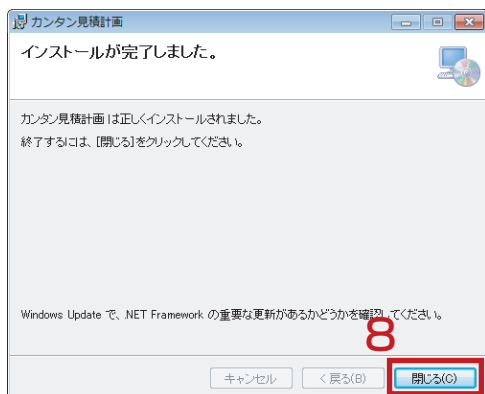 カンタン見積計画
インストールが完了しました。
カンタン見積計画 は正しくインストールされました。
終了するには、[閉じる]をクリックしてください。
Windows Update で、.NET Framework の重要な更新があるかどうかを確認してください。
8
キャンセル
< 戻る(B)
閉じる(C)